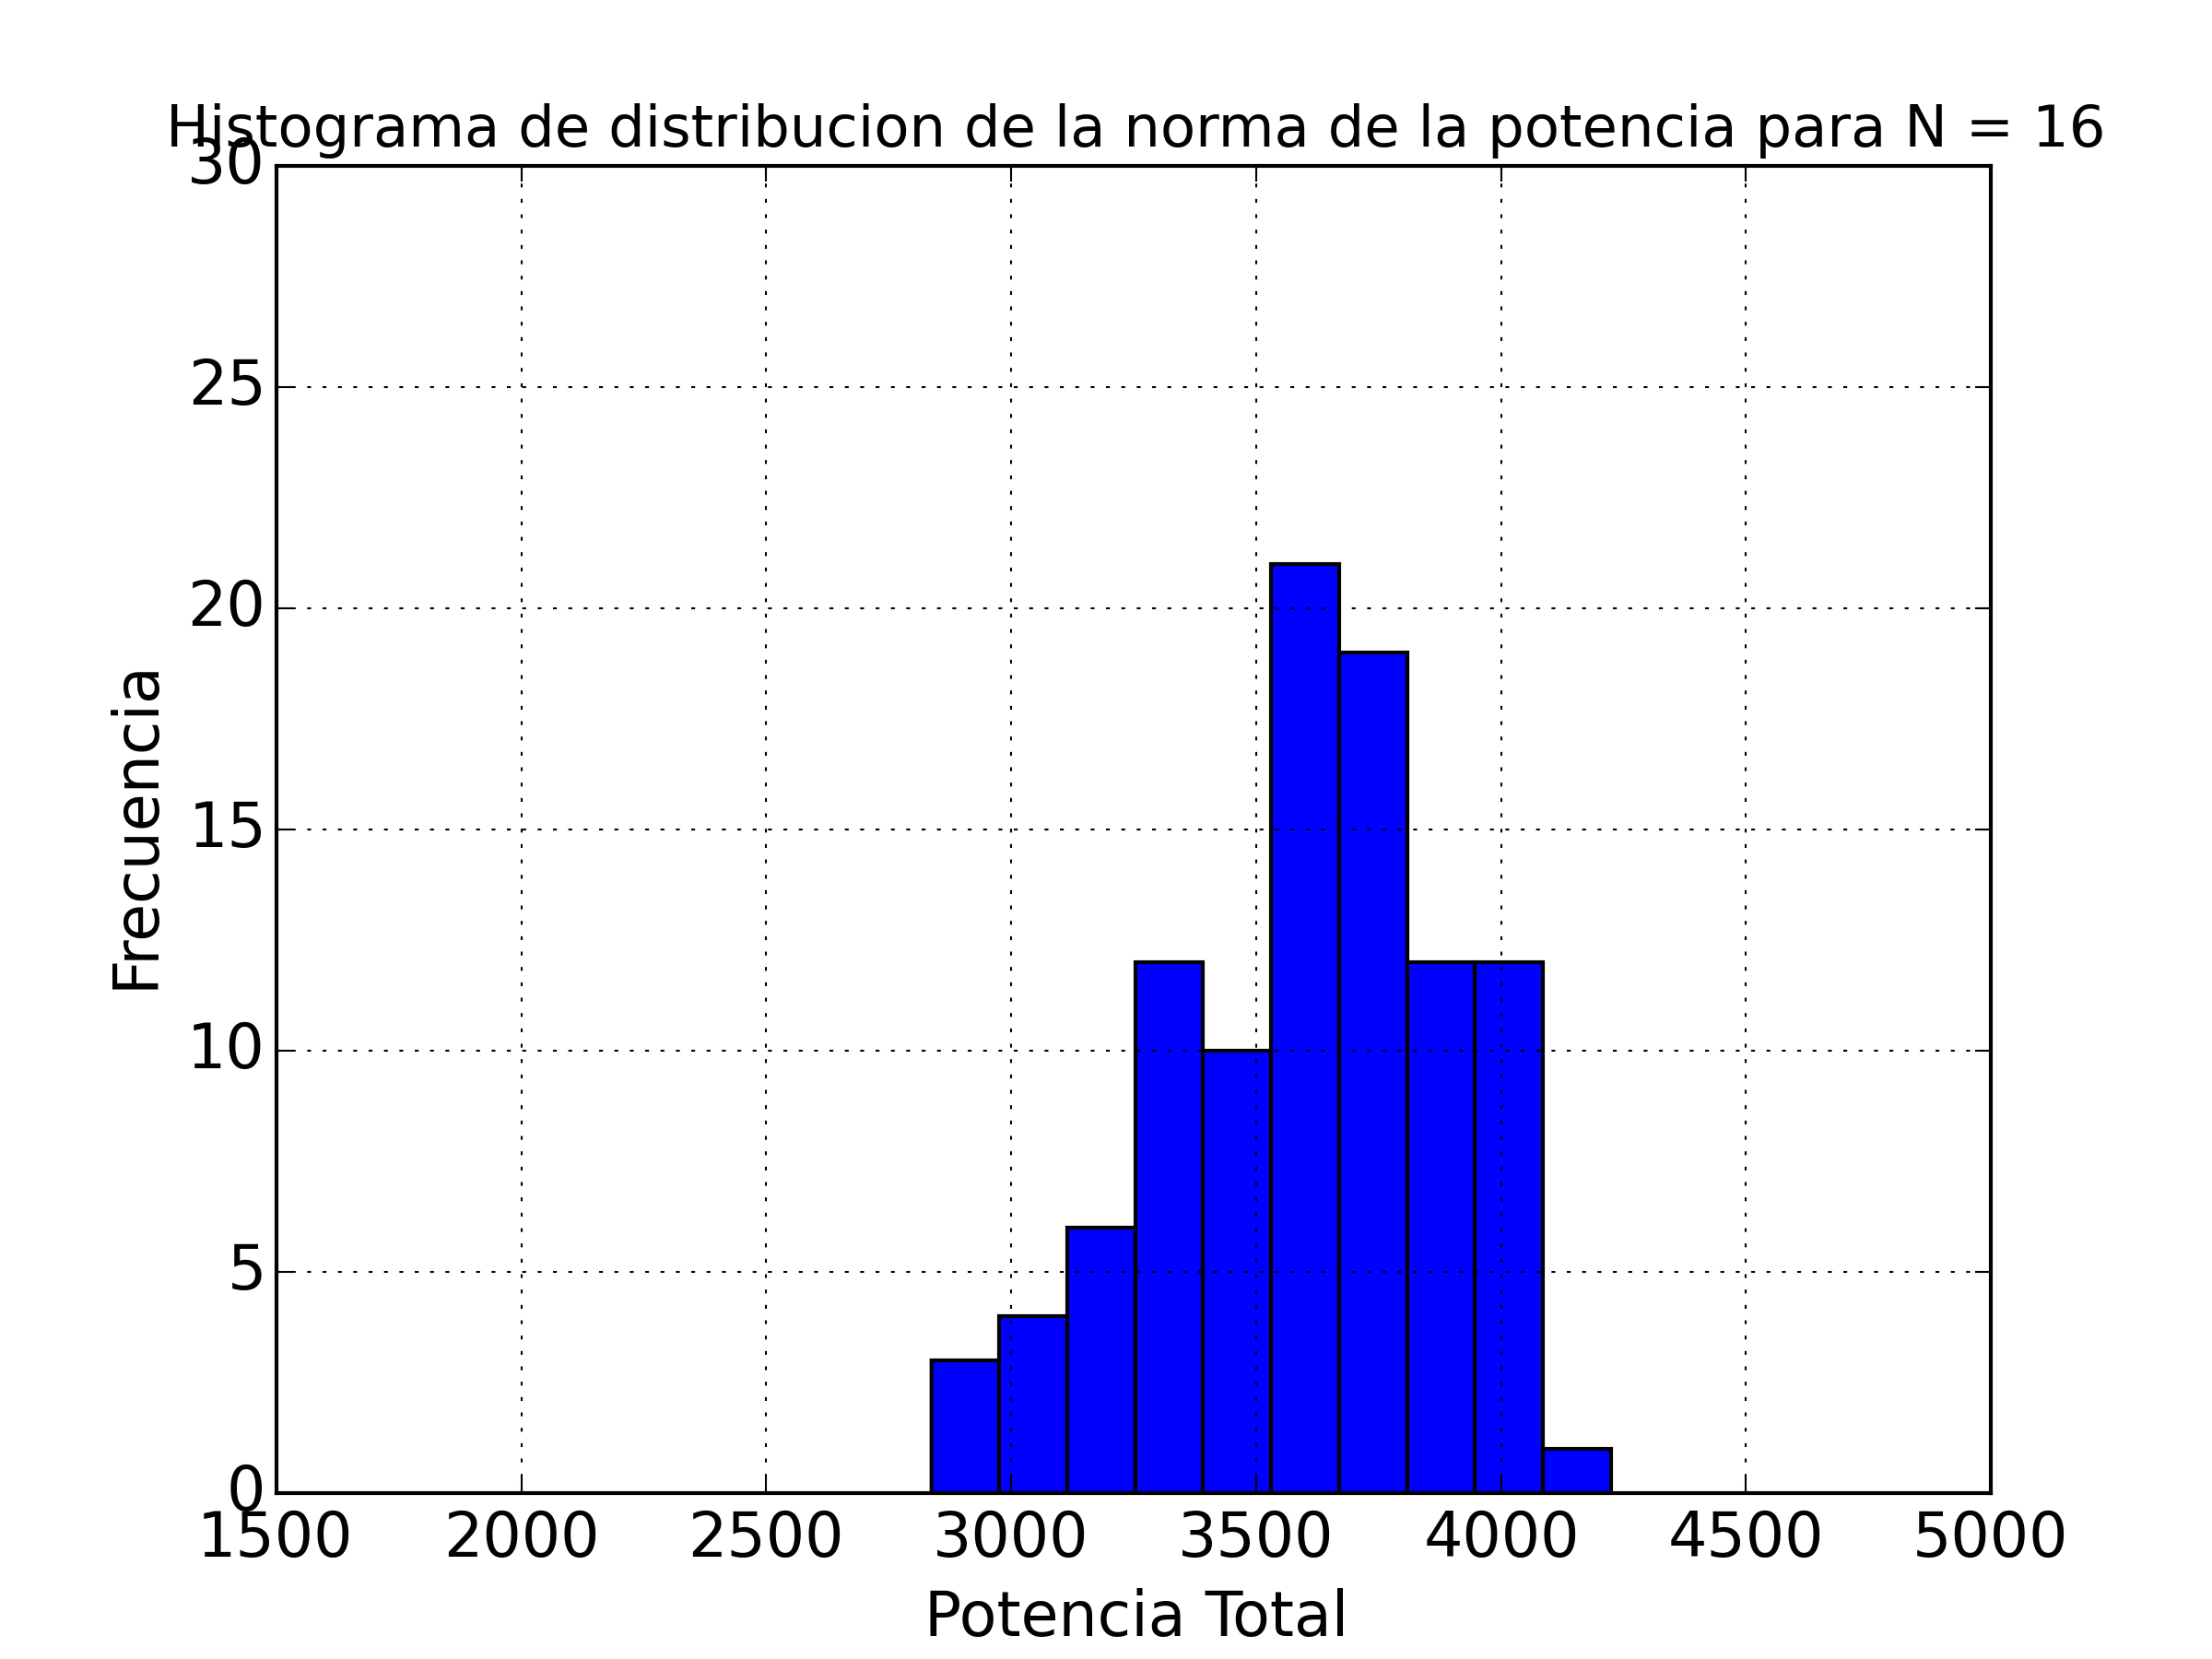 Histograma de distribucion de la norma de la potencia para N = 16
30
25
20
15
10
5
0
Frecuencia
1500 2000 2500 3000 3500 4000 4500 5000
Potencia Total